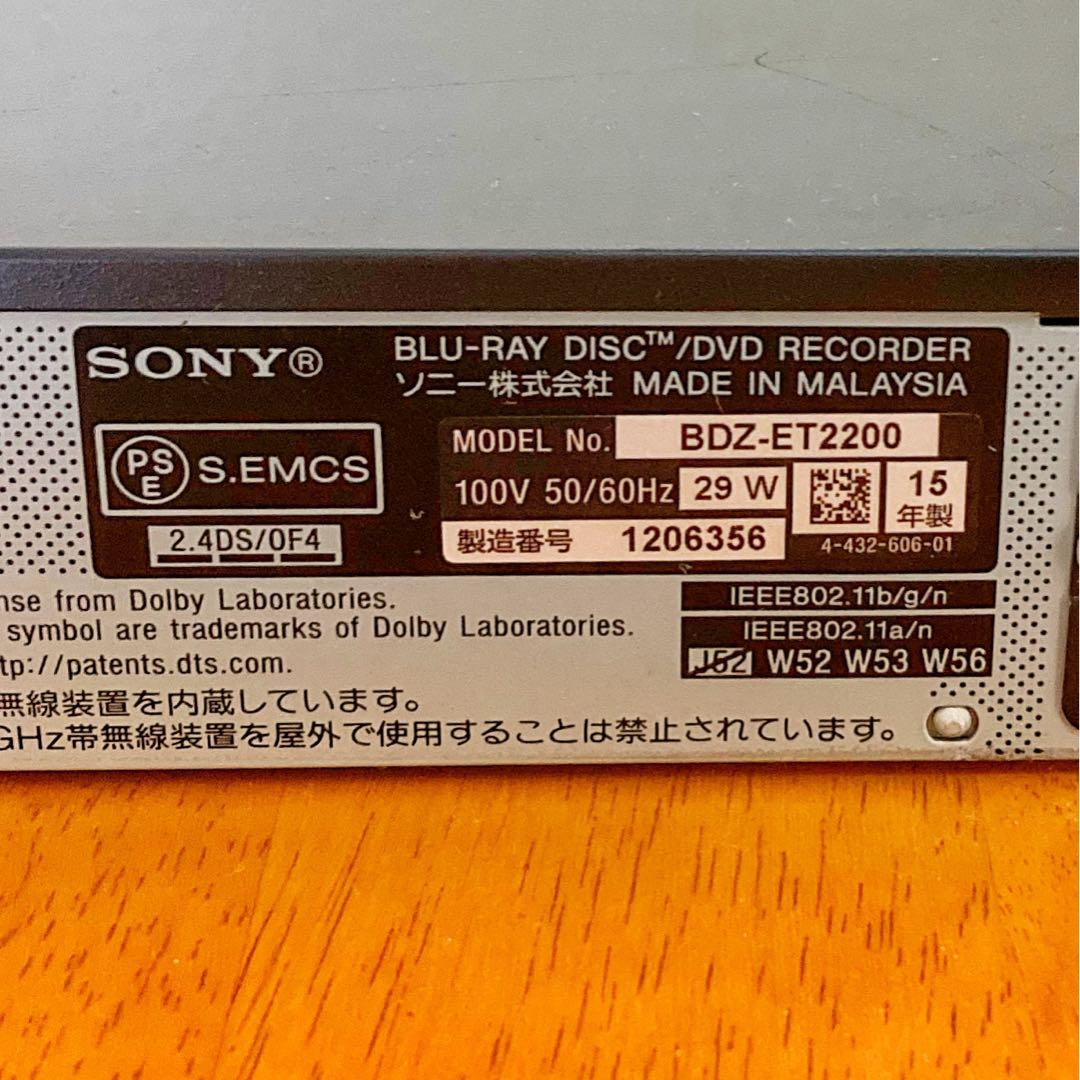 SONY®
BLU-RAY DISC™/DVD RECORDER
ソニー株式会社 MADE IN MALAYSIA
PSE S.EMCS
MODEL No. BDZ-ET2200
100V 50/60Hz 29 W
15年製
2.4DS/OF4
製造番号 1206356
4-432-606-01
nse from Dolby Laboratories.
symbol are trademarks of Dolby Laboratories.
tp://patents.dts.com.
IEEE802.11b/g/n
IEEE802.11a/n
J52 W52 W53 W56
無線装置を内蔵しています。
GHz帯無線装置を屋外で使用することは禁止されています。